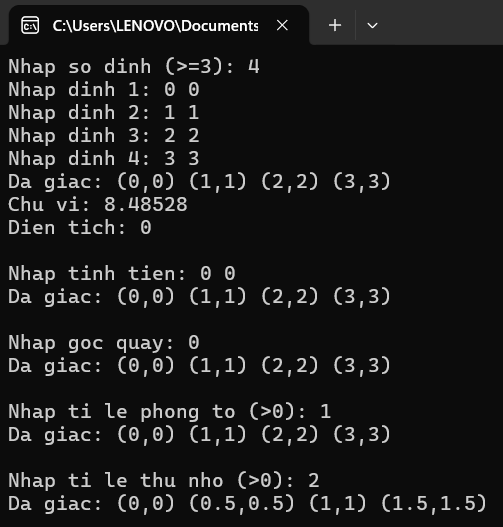 C:\Users\LENOVO\Documents
Nhap so dinh (>=3): 4
Nhap dinh 1: 0 0
Nhap dinh 2: 1 1
Nhap dinh 3: 2 2
Nhap dinh 4: 3 3
Da giac: (0,0) (1,1) (2,2) (3,3)
Chu vi: 8.48528
Dien tich: 0
Nhap tinh tien: 0 0
Da giac: (0,0) (1,1) (2,2) (3,3)
Nhap goc quay: 0
Da giac: (0,0) (1,1) (2,2) (3,3)
Nhap ti le phong to (>0): 1
Da giac: (0,0) (1,1) (2,2) (3,3)
Nhap ti le thu nho (>0): 2
Da giac: (0,0) (0.5,0.5) (1,1) (1.5,1.5)